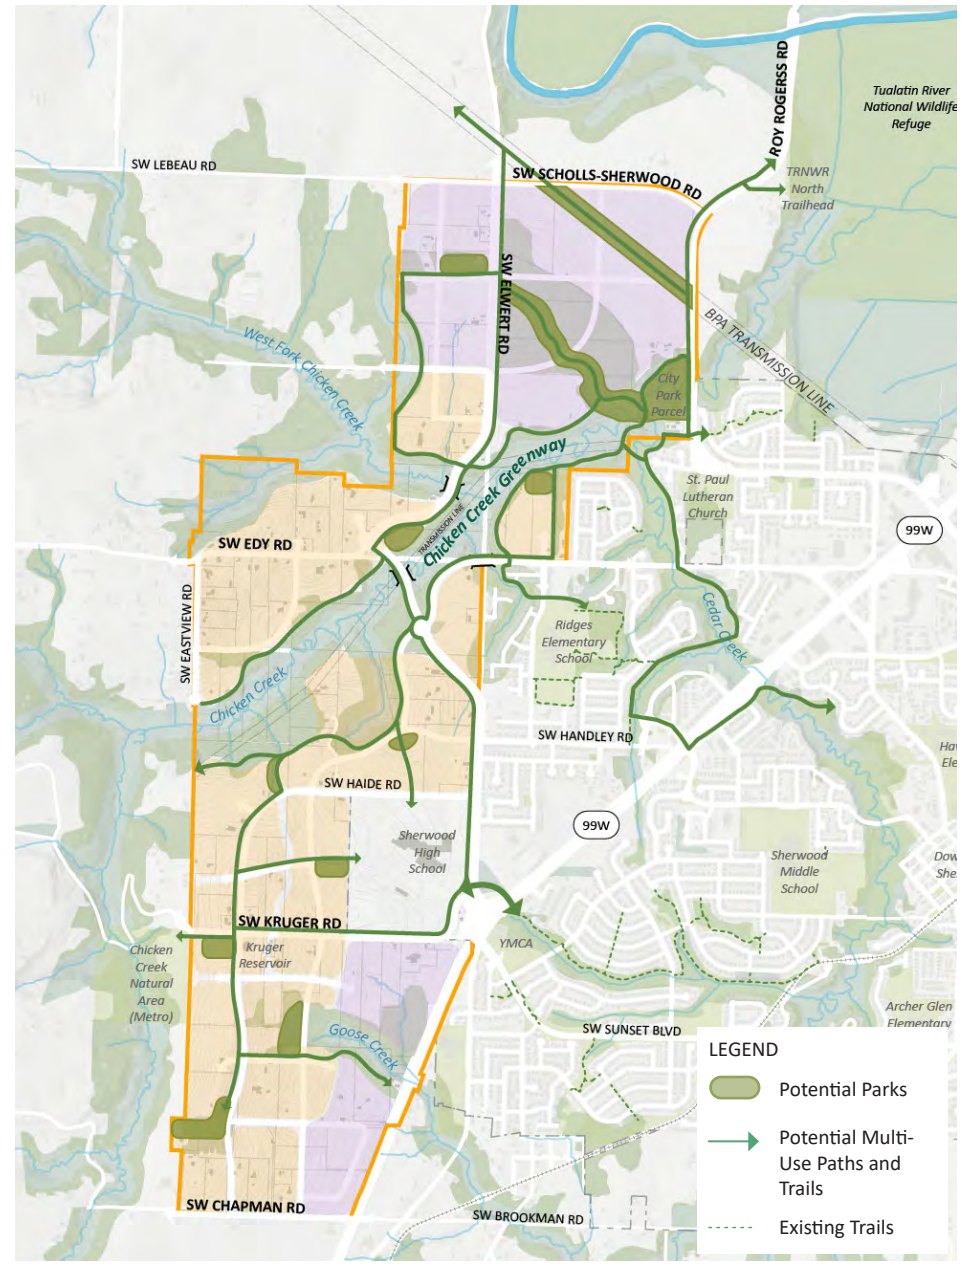 ROY ROGERSS RD
Tualatin River
National Wildlife
Refuge
SW LEBEAU RD
SW SCHOLLS-SHERWOOD RD
TRNWR
North
Trailhead
SW ELWERT RD
West Fork Chicken Creek
BPA TRANSMISSION LINE
City
Park
Parcel
Chicken Creek Greenway
TRANSMISSION LINE
St. Paul
Lutheran
Church
99W
SW EDY RD
SW EASTVIEW RD
Chicken Creek
Cedar Creek
Ridges
Elementary
School
SW HANDLEY RD
SW HAIDE RD
99W
Sherwood
High
School
Sherwood
Middle
School
SW KRUGER RD
Kruger
Reservoir
YMCA
Chicken
Creek
Natural
Area
(Metro)
Goose Creek
Archer Glen
Elementary
SW SUNSET BLVD
SW CHAPMAN RD
SW BROOKMAN RD
LEGEND
Potential Parks
Potential Multi-
Use Paths and
Trails
Existing Trails